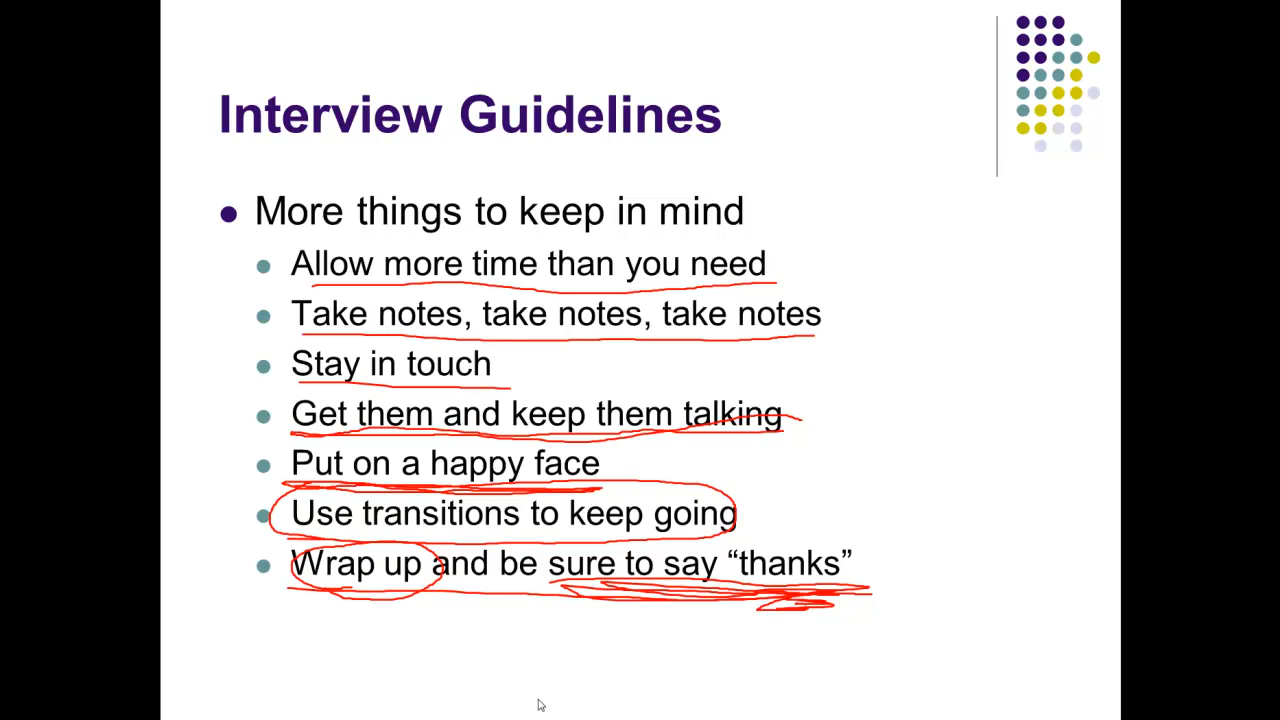 Interview Guidelines
More things to keep in mind
Allow more time than you need
Take notes, take notes, take notes
Stay in touch
Get them and keep them talking
Put on a happy face
Use transitions to keep going
Wrap up and be sure to say “thanks”